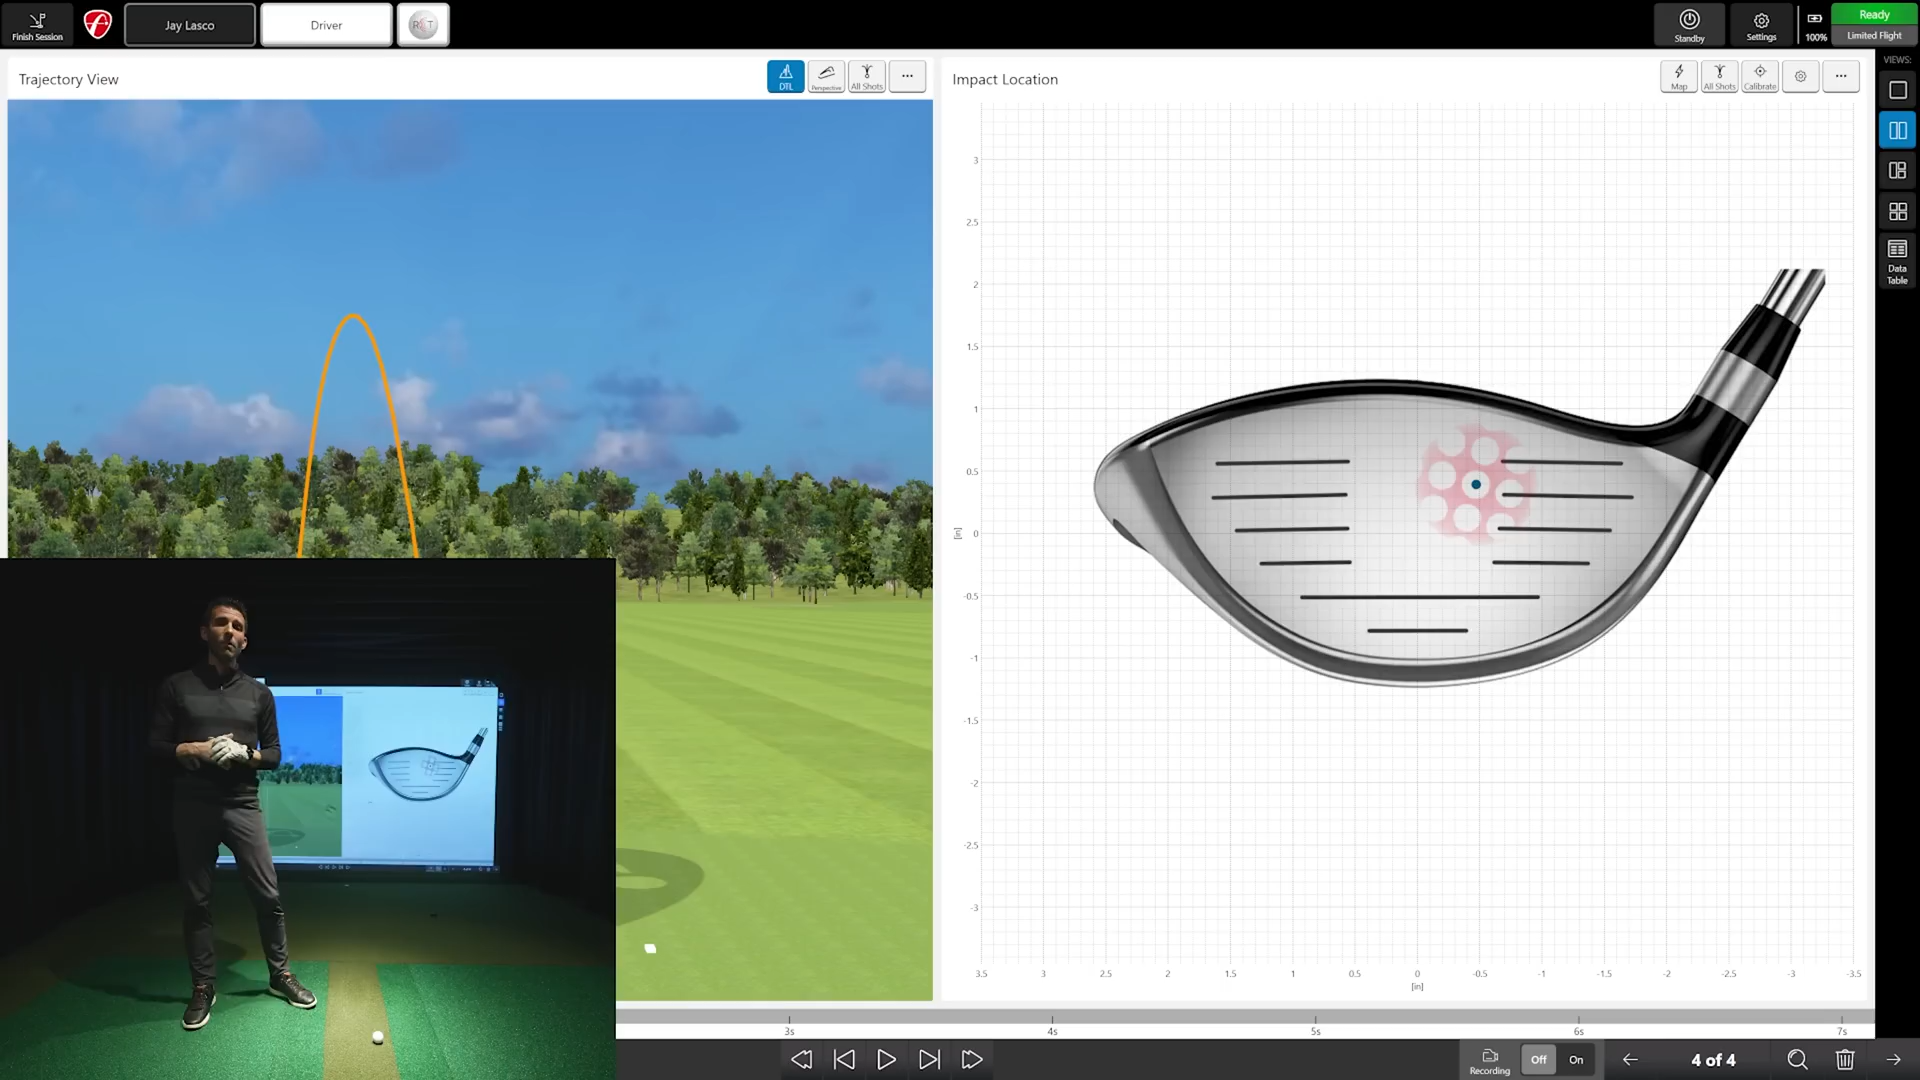 Finish Session
Jay Lasco
Driver
RCT
Standby
Settings
100%
Ready
Limited Flight
VIEWS:
Trajectory View
DTL
Perspective
All Shots
Impact Location
Map
All Shots
Calibrate
Data
Table
3
2.5
2
1.5
1
0.5
0
-0.5
-1
-1.5
-2
-2.5
-3
[in]
3.5 3 2.5 2 1.5 1 0.5 0 -0.5 -1 -1.5 -2 -2.5 -3 -3.5
[in]
3s 4s 5s 6s 7s
Recording
Off
On
4 of 4